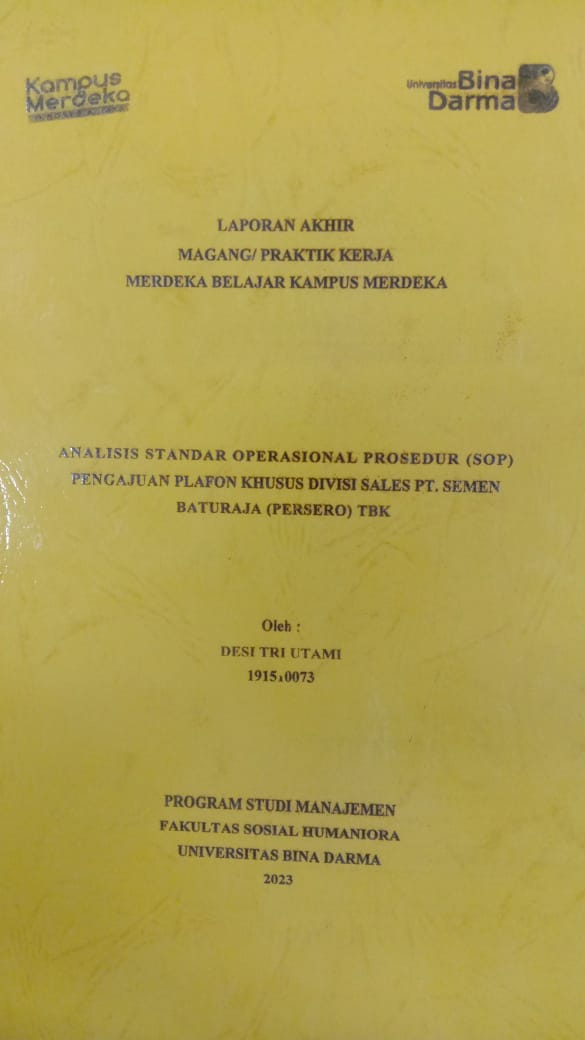 Kampus
Merdeka
Universitas Bina
Darma
LAPORAN AKHIR
MAGANG/ PRAKTIK KERJA
MERDEKA BELAJAR KAMPUS MERDEKA
ANALISIS STANDAR OPERASIONAL PROSEDUR (SOP)
PENGAJUAN PLAFON KHUSUS DIVISI SALES PT. SEMEN
BATURAJA (PERSERO) TBK
Oleh :
DESI TRI UTAMI
PROGRAM STUDI MANAJEMEN
FAKULTAS SOSIAL HUMANIORA
UNIVERSITAS BINA DARMA
2023